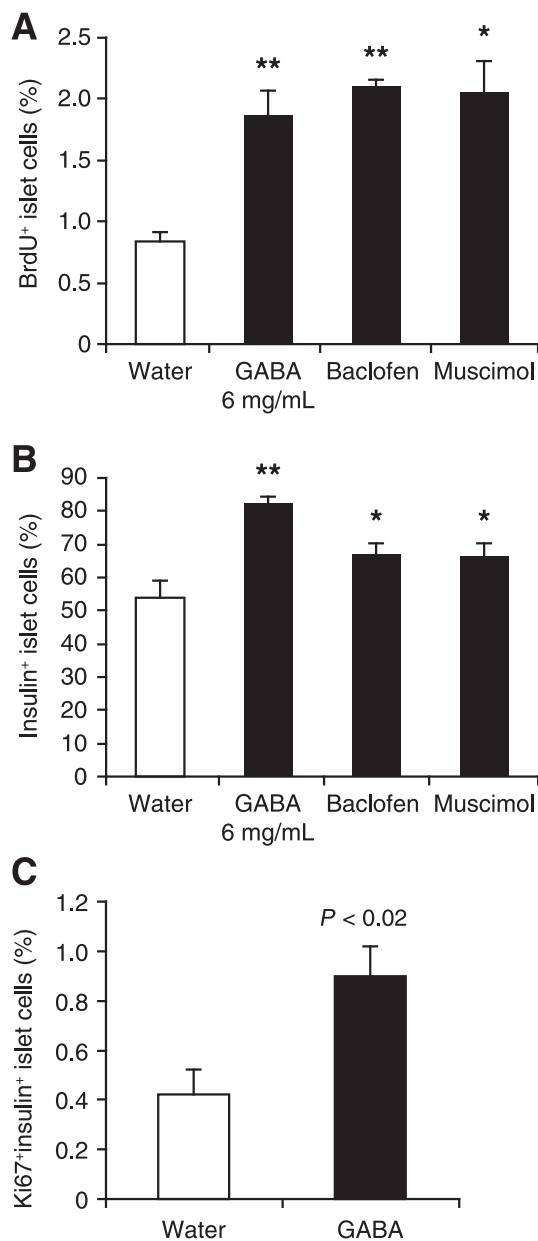 A
BrdU⁺ islet cells (%)
2.5
2.0
1.5
1.0
0.5
0
**
**
*
Water
GABA
6 mg/mL
Baclofen
Muscimol
B
Insulin⁺ islet cells (%)
90
80
70
60
50
40
30
20
10
0
**
*
*
Water
GABA
6 mg/mL
Baclofen
Muscimol
C
Ki67⁺insulin⁺ islet cells (%)
1.2
1.0
0.8
0.6
0.4
0.2
0
P < 0.02
Water
GABA